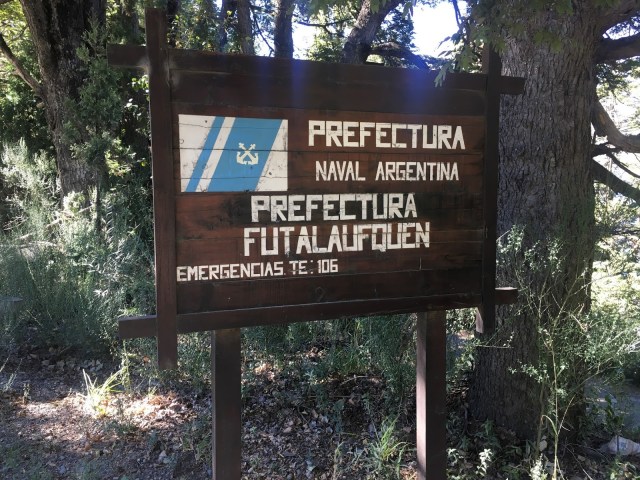 PREFECTURA
NAVAL ARGENTINA
PREFECTURA
FUTALAUFQUEN
EMERGENCIAS. TE: 106